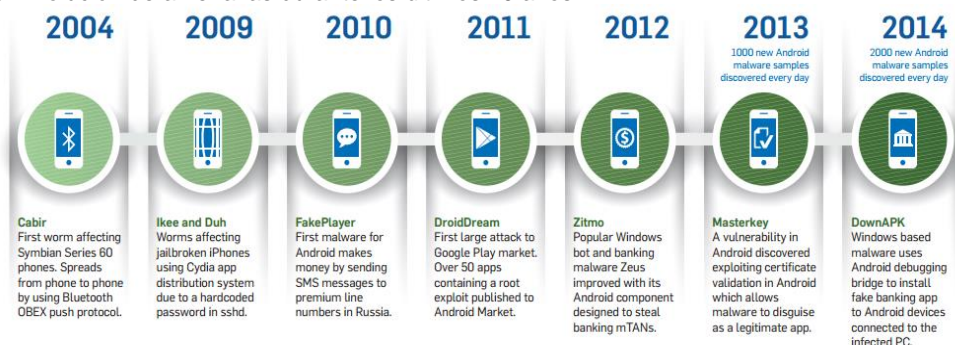 2004
2009
2010
2011
2012
2013
1000 new Android
malware samples
discovered every day
2014
2000 new Android
malware samples
discovered every day
Cabir
First worm affecting
Symbian Series 60
phones. Spreads
from phone to phone
by using Bluetooth
OBEX push protocol.
Ikee and Duh
Worms affecting
jailbroken iPhones
using Cydia app
distribution system
due to a hardcoded
password in sshd.
FakePlayer
First malware for
Android makes
money by sending
SMS messages to
premium line
numbers in Russia.
DroidDream
First large attack to
Google Play market.
Over 50 apps
containing a root
exploit published to
Android Market.
Zitmo
Popular Windows
bot and banking
malware Zeus
improved with its
Android component
designed to steal
banking mTANs.
Masterkey
A vulnerability in
Android discovered
exploiting certificate
validation in Android
which allows
malware to disguise
as a legitimate app.
DownAPK
Windows based
malware uses
Android debugging
bridge to install
fake banking app
to Android devices
connected to the
infected PC.